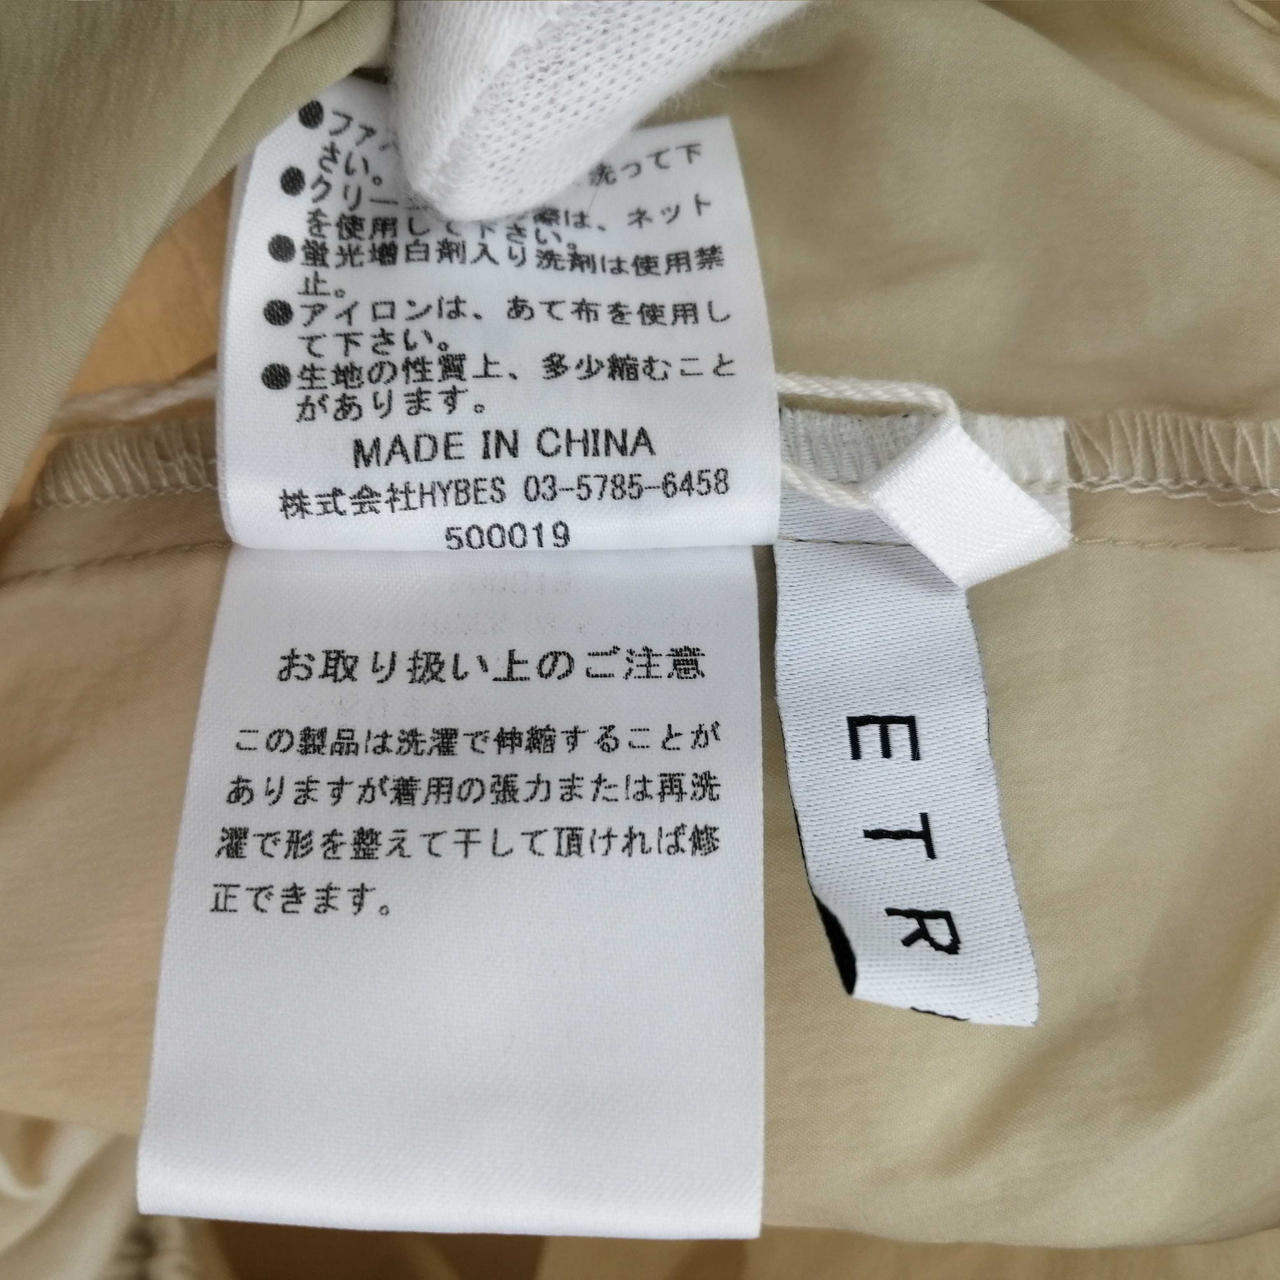 ●ファ
洗って下
さい。
●クリー
際は、ネット
を使用して下さい。
●蛍光増白剤入り洗剤は使用禁
止。
●アイロンは、あて布を使用し
て下さい。
●生地の性質上、多少縮むこと
があります。
MADE IN CHINA
株式会社HYBES 03-5785-6458
500019
お取り扱い上のご注意
この製品は洗濯で伸縮することが
ありますが着用の張力または再洗
濯で形を整えて干して頂ければ修
正できます。
ETR